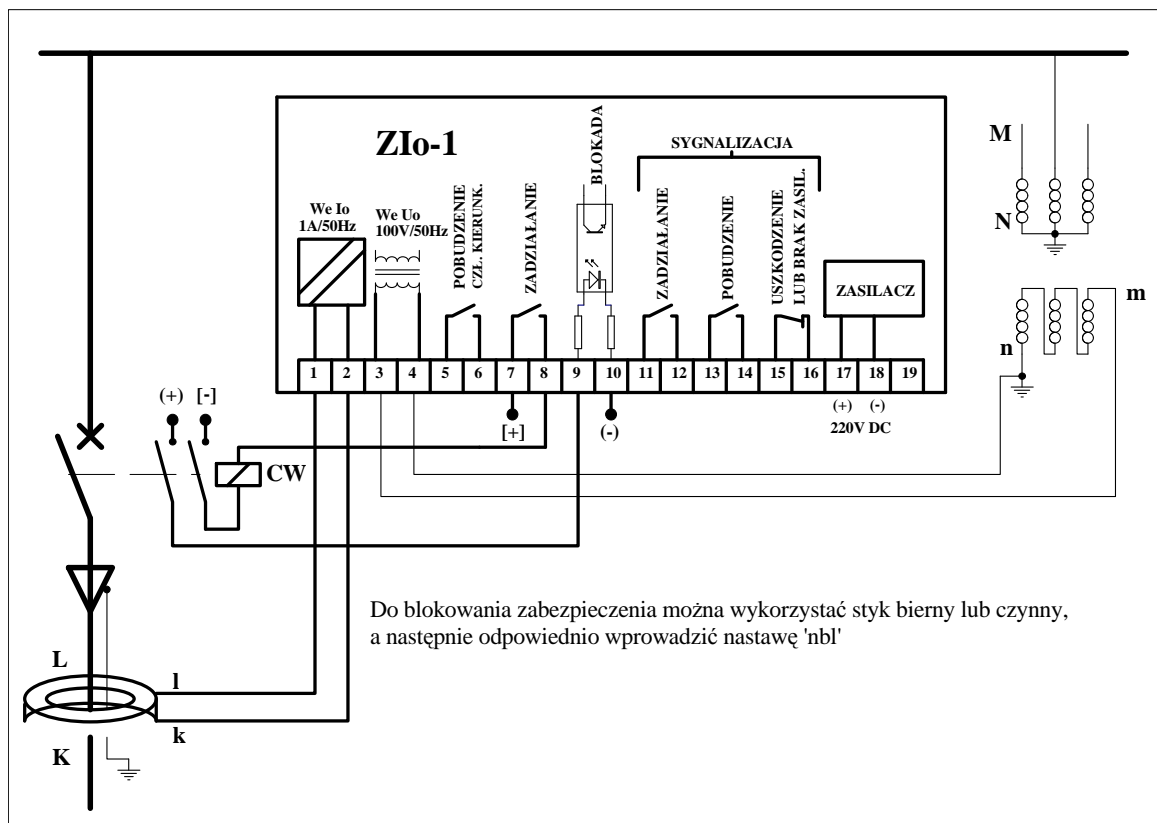 ZIo-1
We Io
1A/50Hz
We Uo
100V/50Hz
POBUDZENIE
CZŁ. KIERUNK.
ZADZIAŁANIE
BLOKADA
SYGNALIZACJA
ZADZIAŁANIE
POBUDZENIE
USZKODZENIE
LUB BRAK ZASIL.
ZASILACZ
1 2 3 4 5 6 7 8 9 10 11 12 13 14 15 16 17 18 19
[+]
(-)
(+) (-)
220V DC
M
N
m
n
(+) [-]
CW
Do blokowania zabezpieczenia można wykorzystać styk bierny lub czynny,
a następnie odpowiednio wprowadzić nastawę 'nbl'
L
l
k
K